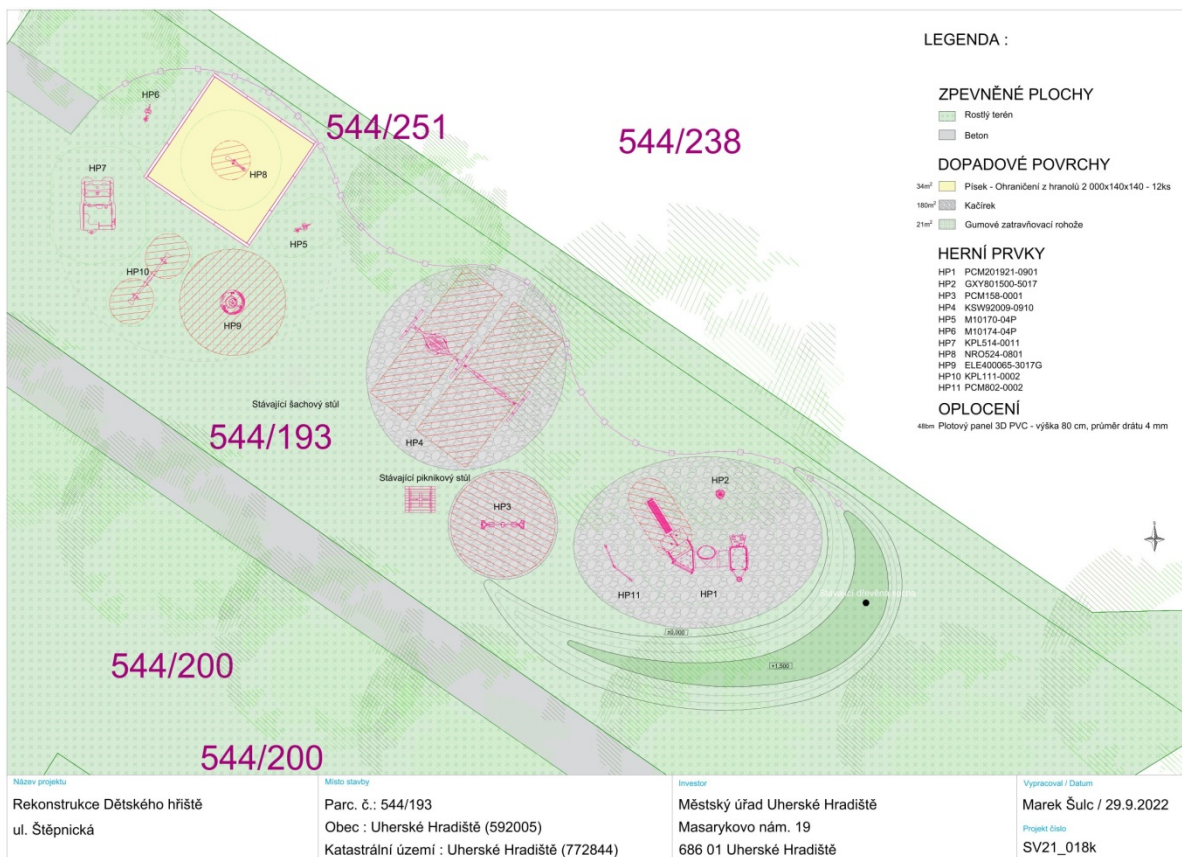 LEGENDA :
ZPEVNĚNÉ PLOCHY
Rostlý terén
Beton
DOPADOVÉ POVRCHY
34m² Písek - Ohraničení z hranolů 2 000x140x140 - 12ks
180m² Kačírek
21m² Gumové zatravňovací rohože
HERNÍ PRVKY
HP1 PCM201921-0901
HP2 GXY801500-5017
HP3 PCM158-0001
HP4 KSW92009-0910
HP5 M10170-04P
HP6 M10174-04P
HP7 KPL514-0011
HP8 NRO524-0801
HP9 ELE400065-3017G
HP10 KPL111-0002
HP11 PCM802-0002
OPLOCENÍ
48bm Plotový panel 3D PVC - výška 80 cm, průměr drátu 4 mm
HP6
544/251
544/238
HP7
HP8
HP5
HP10
HP9
Stávající šachový stůl
544/193
HP4
Stávající piknikový stůl
HP3
HP2
HP11
HP1
Stávající dřevěná
±0,000
+1,500
544/200
544/200
Název projektu
Rekonstrukce Dětského hřiště
ul. Štěpnická
Místo stavby
Parc. č.: 544/193
Obec : Uherské Hradiště (592005)
Katastrální území : Uherské Hradiště (772844)
Investor
Městský úřad Uherské Hradiště
Masarykovo nám. 19
686 01 Uherské Hradiště
Vypracoval / Datum
Marek Šulc / 29.9.2022
Projekt číslo
SV21_018k